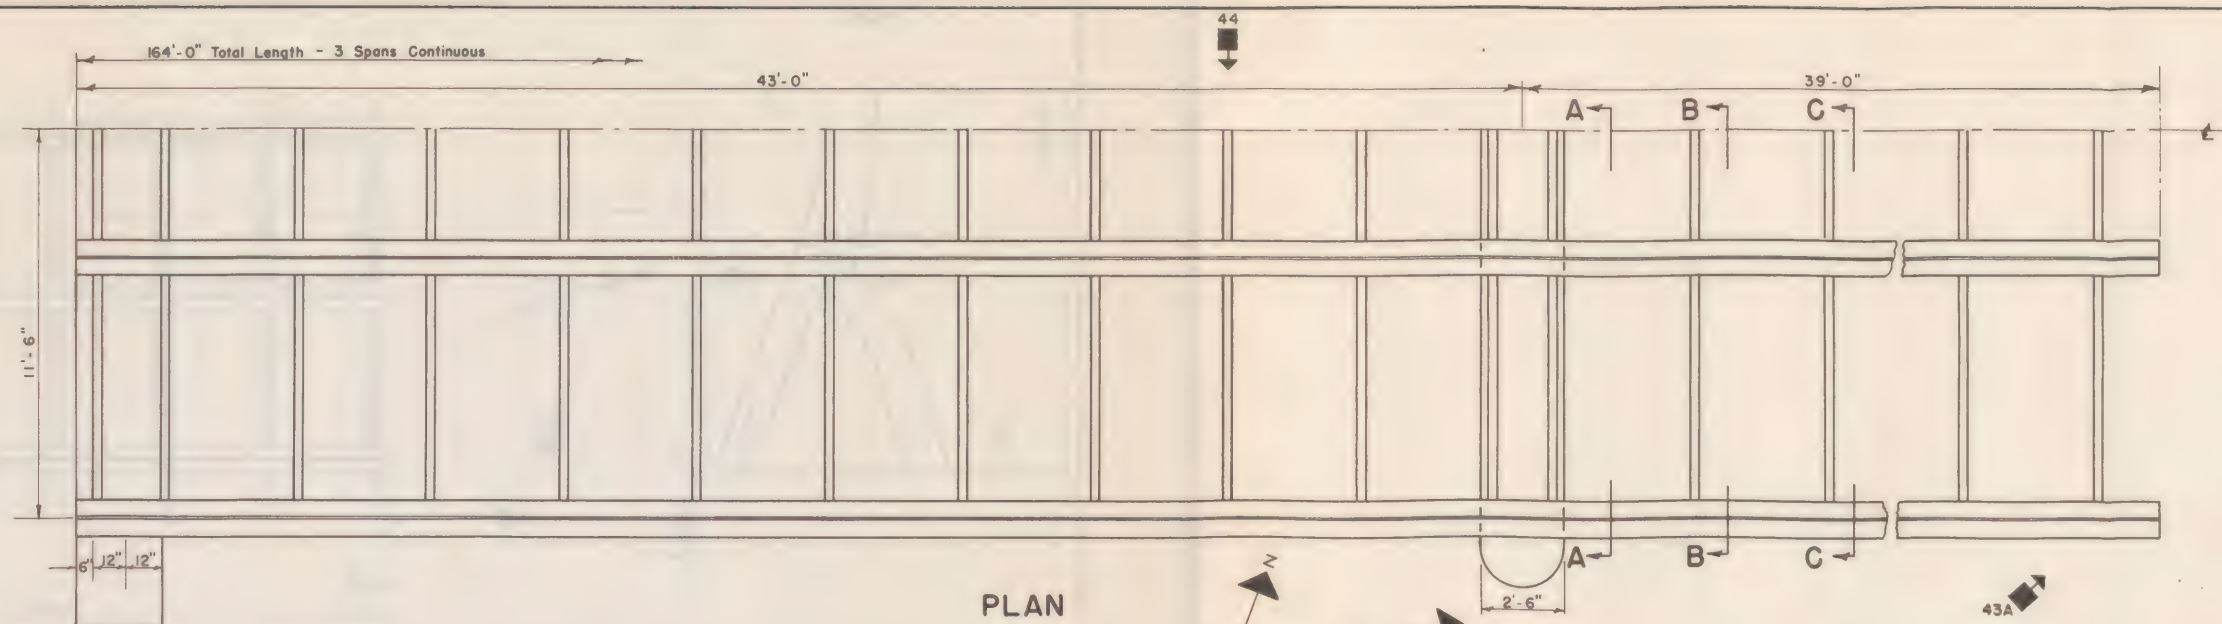 44
164'-0" Total Length - 3 Spans Continuous
43'-0"
39'-0"
A B C
℄
11'-6"
6" 12" 12"
A B C
PLAN
N
2'-6"
43A